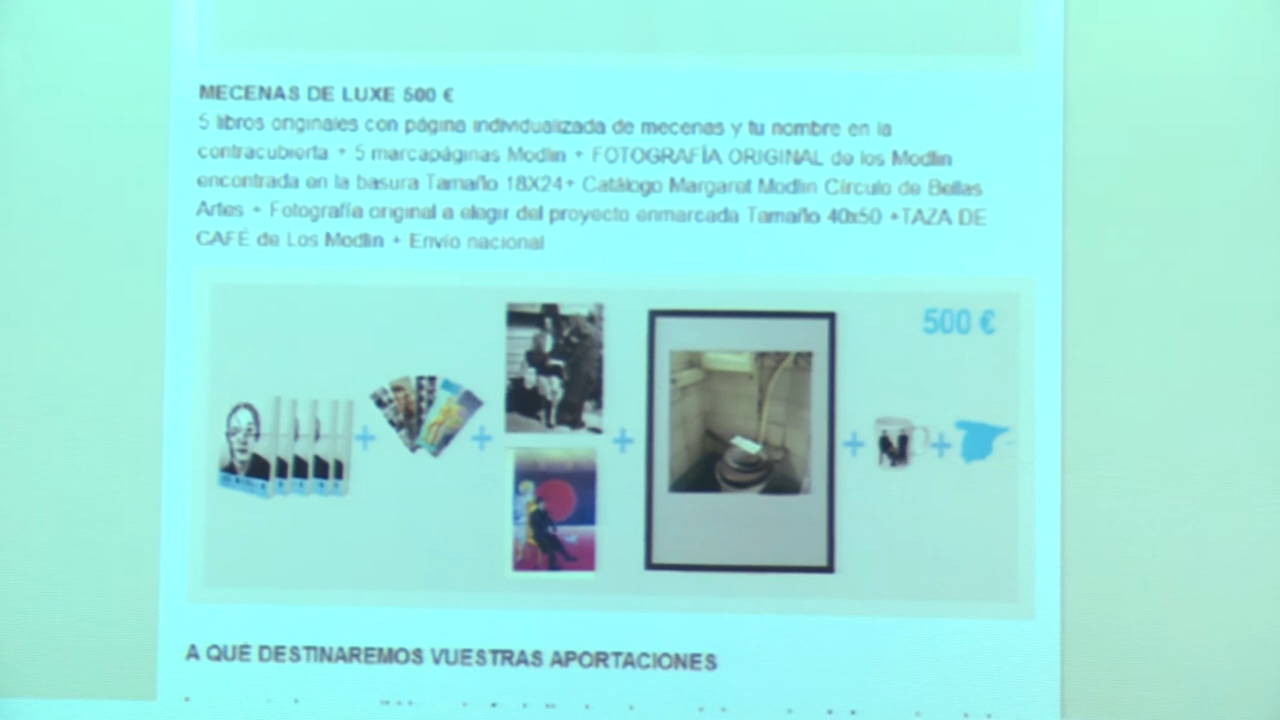 MECENAS DE LUXE 500 €
5 libros originales con página individualizada de mecenas y tu nombre en la
contracubierta + 5 marcapáginas Modlin + FOTOGRAFÍA ORIGINAL de los Modlin
encontrada en la basura Tamaño 18X24+ Catálogo Margaret Modlin Círculo de Bellas
Artes + Fotografía original a elegir del proyecto enmarcada Tamaño 40x50 +TAZA DE
CAFÉ de Los Modlin + Envío nacional
500 €
+ + + + +
A QUÉ DESTINAREMOS VUESTRAS APORTACIONES